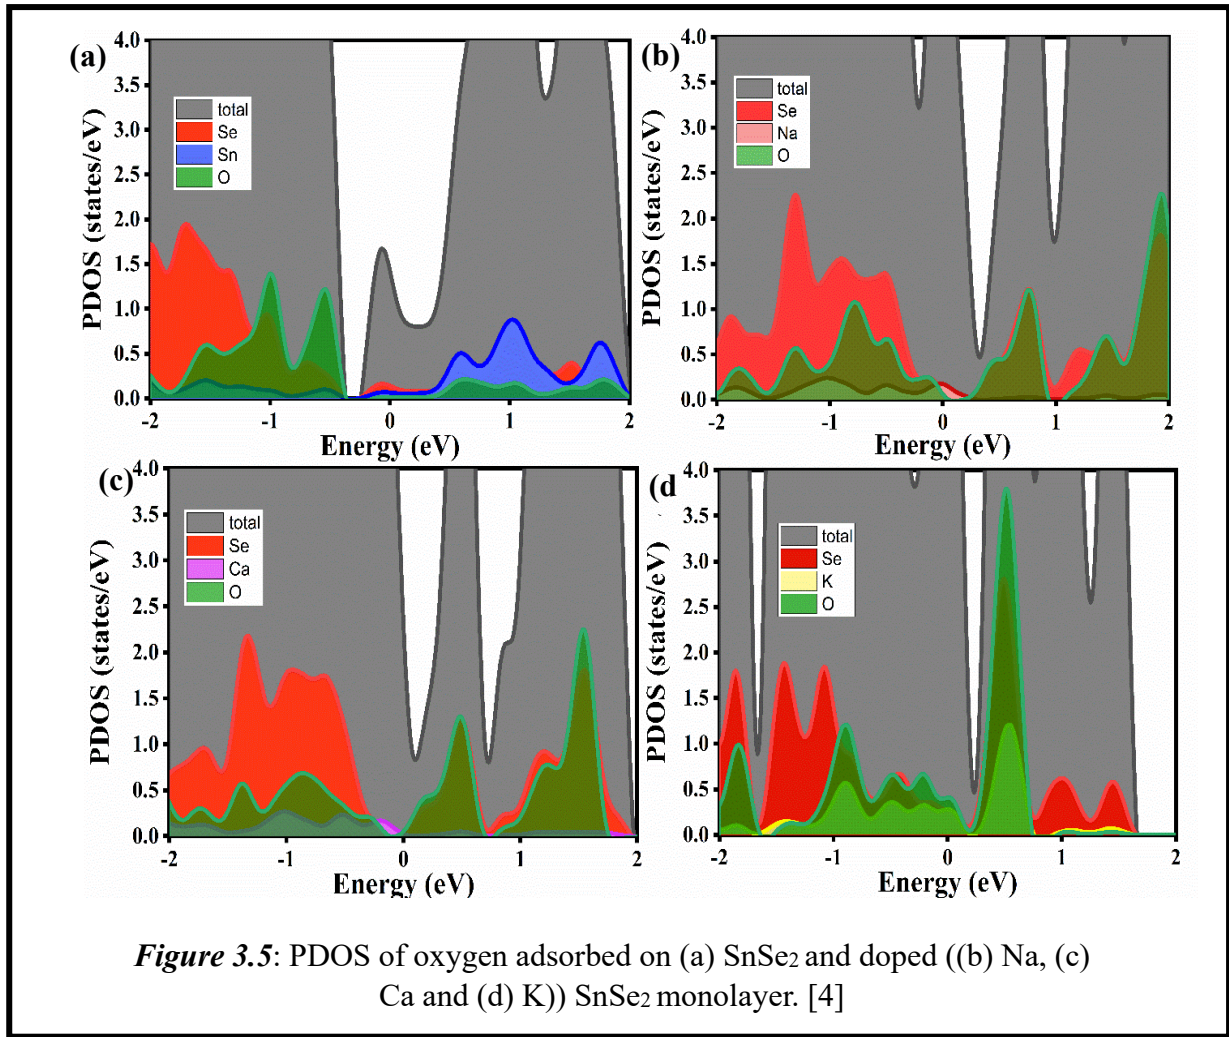 (a)
PDOS (states/eV)
4.0
3.5
3.0
2.5
2.0
1.5
1.0
0.5
0.0
total
Se
Sn
O
-2 -1 0 1 2
Energy (eV)
(b)
PDOS (states/eV)
4.0
3.5
3.0
2.5
2.0
1.5
1.0
0.5
0.0
total
Se
Na
O
-2 -1 0 1 2
Energy (eV)
(c)
PDOS (states/eV)
4.0
3.5
3.0
2.5
2.0
1.5
1.0
0.5
0.0
total
Se
Ca
O
-2 -1 0 1 2
Energy (eV)
(d
PDOS (states/eV)
4.0
3.5
3.0
2.5
2.0
1.5
1.0
0.5
0.0
total
Se
K
O
-2 -1 0 1 2
Energy (eV)
Figure 3.5: PDOS of oxygen adsorbed on (a) SnSe₂ and doped ((b) Na, (c)
Ca and (d) K)) SnSe₂ monolayer. [4]